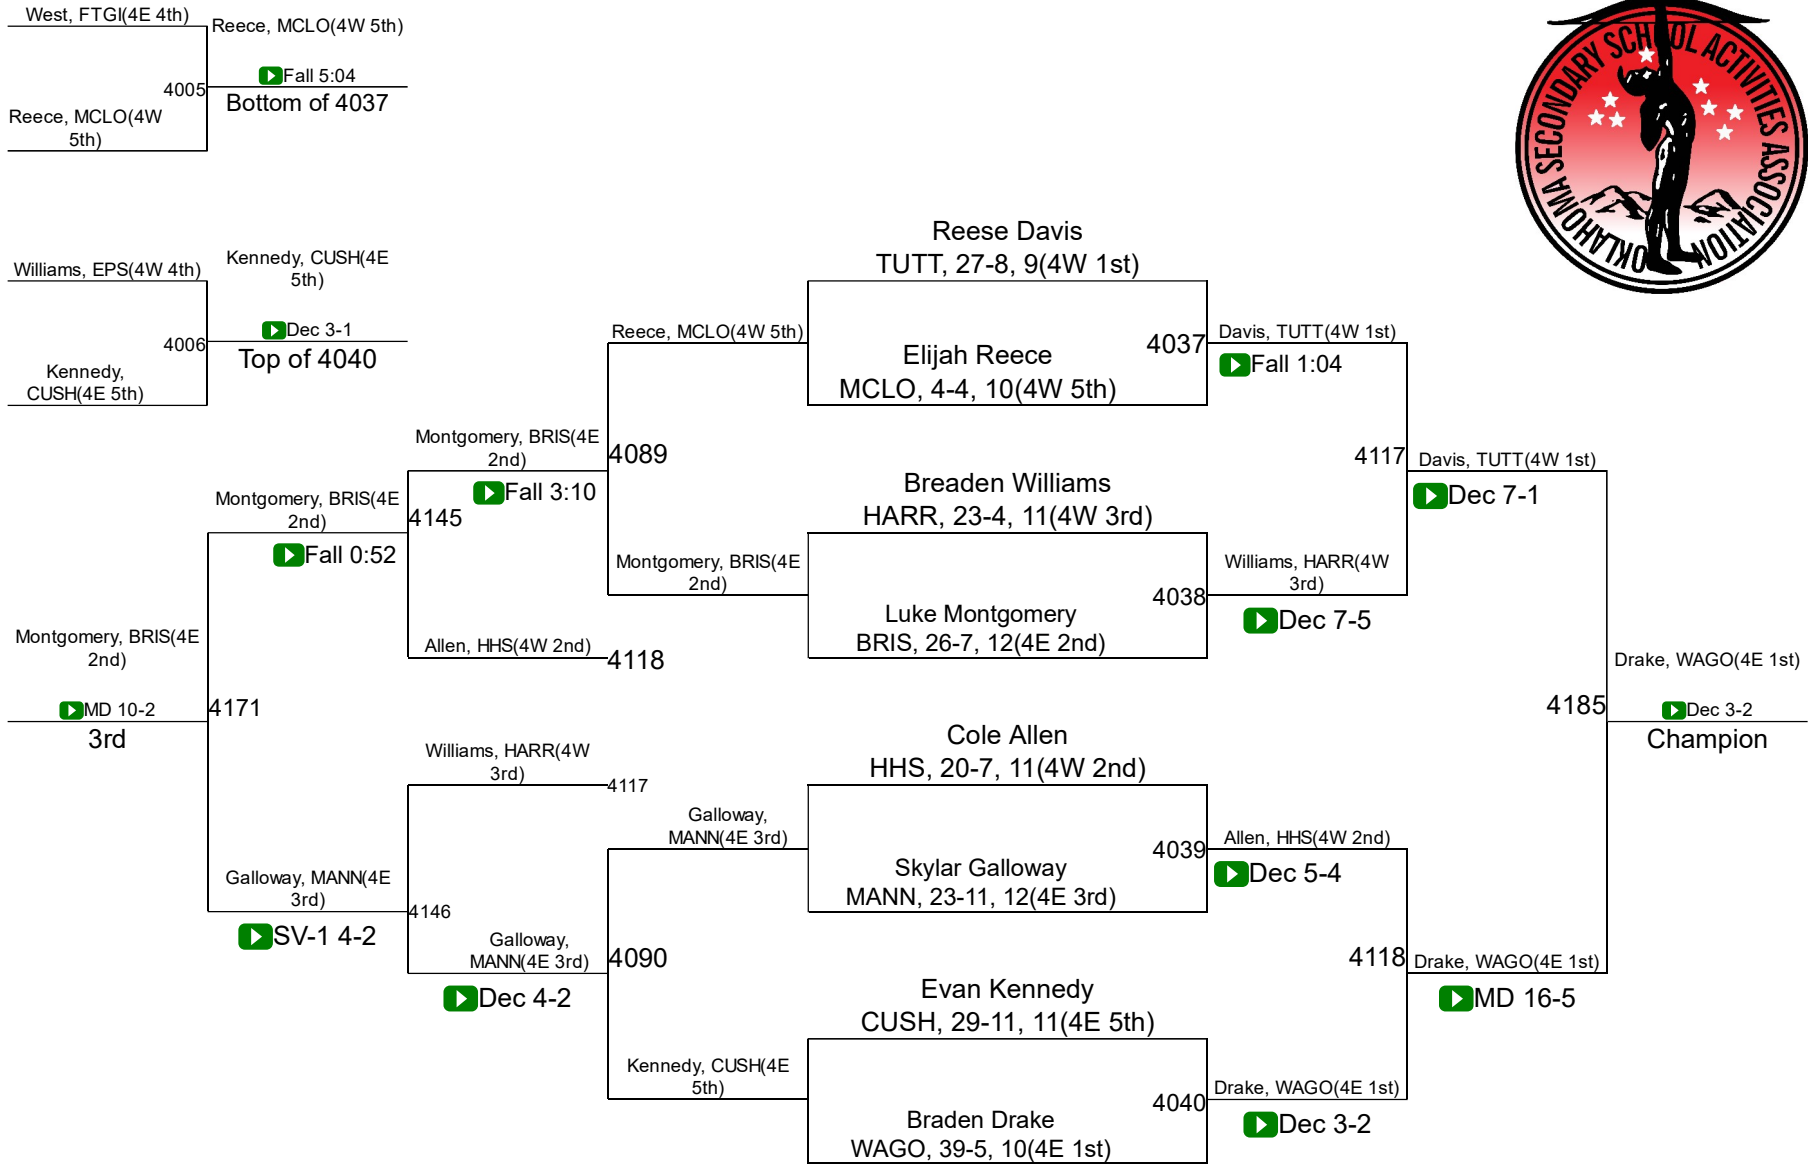 West, FTGI(4E 4th)
Reece, MCLO(4W 5th)
Fall 5:04
4005
Bottom of 4037
Reece, MCLO(4W
5th)
OKLAHOMA SECONDARY SCHOOL ACTIVITIES ASSOCIATION
Williams, EPS(4W 4th)
Kennedy, CUSH(4E
5th)
Dec 3-1
4006
Top of 4040
Kennedy,
CUSH(4E 5th)
Reese Davis
TUTT, 27-8, 9(4W 1st)
Reece, MCLO(4W 5th)
Elijah Reece
MCLO, 4-4, 10(4W 5th)
4037
Davis, TUTT(4W 1st)
Fall 1:04
Montgomery, BRIS(4E
2nd)
4089
Fall 3:10
4117
Davis, TUTT(4W 1st)
Dec 7-1
Breaden Williams
HARR, 23-4, 11(4W 3rd)
Montgomery, BRIS(4E
2nd)
4145
Fall 0:52
Montgomery, BRIS(4E
2nd)
Luke Montgomery
BRIS, 26-7, 12(4E 2nd)
4038
Williams, HARR(4W
3rd)
Dec 7-5
Montgomery, BRIS(4E
2nd)
Allen, HHS(4W 2nd)
4118
Drake, WAGO(4E 1st)
MD 10-2
3rd
4171
4185
Dec 3-2
Champion
Williams, HARR(4W
3rd)
4117
Cole Allen
HHS, 20-7, 11(4W 2nd)
Galloway,
MANN(4E 3rd)
Skylar Galloway
MANN, 23-11, 12(4E 3rd)
4039
Allen, HHS(4W 2nd)
Dec 5-4
Galloway, MANN(4E
3rd)
4146
SV-1 4-2
Galloway,
MANN(4E 3rd)
4090
Dec 4-2
4118
Drake, WAGO(4E 1st)
MD 16-5
Evan Kennedy
CUSH, 29-11, 11(4E 5th)
Kennedy, CUSH(4E
5th)
Braden Drake
WAGO, 39-5, 10(4E 1st)
4040
Drake, WAGO(4E 1st)
Dec 3-2